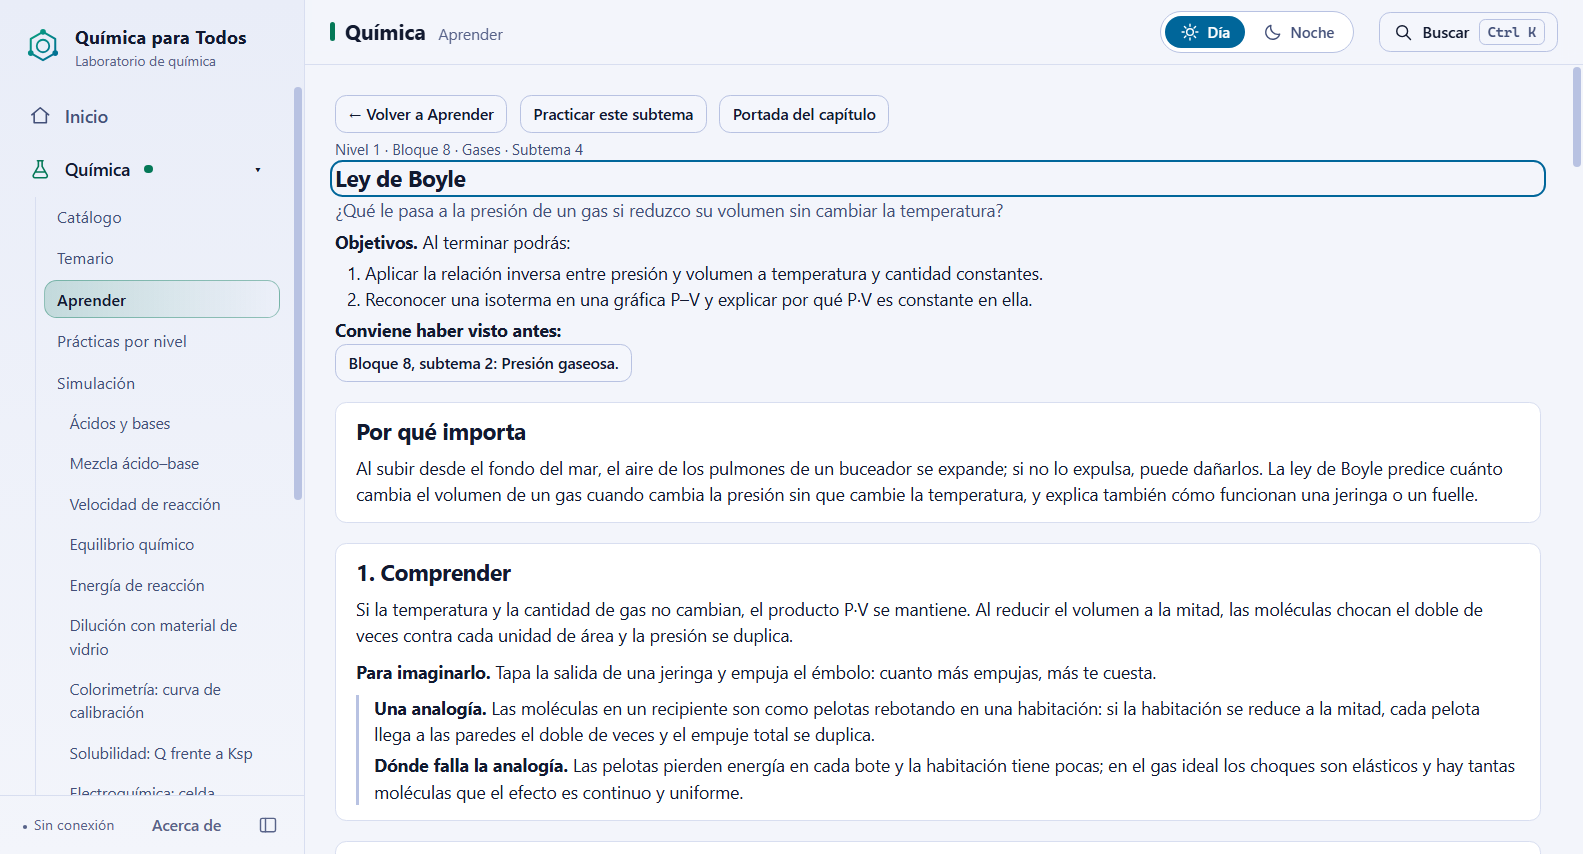 Química para Todos
Laboratorio de química
Inicio
Química
Catálogo
Temario
Aprender
Prácticas por nivel
Simulación
Ácidos y bases
Mezcla ácido–base
Velocidad de reacción
Equilibrio químico
Energía de reacción
Dilución con material de
vidrio
Colorimetría: curva de
calibración
Solubilidad: Q frente a Ksp
Electroquímica: celda
Sin conexión
Acerca de
Química Aprender
Día
Noche
Buscar Ctrl K
← Volver a Aprender
Practicar este subtema
Portada del capítulo
Nivel 1 · Bloque 8 · Gases · Subtema 4
Ley de Boyle
¿Qué le pasa a la presión de un gas si reduzco su volumen sin cambiar la temperatura?
Objetivos. Al terminar podrás:
1. Aplicar la relación inversa entre presión y volumen a temperatura y cantidad constantes.
2. Reconocer una isoterma en una gráfica P–V y explicar por qué P·V es constante en ella.
Conviene haber visto antes:
Bloque 8, subtema 2: Presión gaseosa.
Por qué importa
Al subir desde el fondo del mar, el aire de los pulmones de un buceador se expande; si no lo expulsa, puede dañarlos. La ley de Boyle predice cuánto
cambia el volumen de un gas cuando cambia la presión sin que cambie la temperatura, y explica también cómo funcionan una jeringa o un fuelle.
1. Comprender
Si la temperatura y la cantidad de gas no cambian, el producto P·V se mantiene. Al reducir el volumen a la mitad, las moléculas chocan el doble de
veces contra cada unidad de área y la presión se duplica.
Para imaginarlo. Tapa la salida de una jeringa y empuja el émbolo: cuanto más empujas, más te cuesta.
Una analogía. Las moléculas en un recipiente son como pelotas rebotando en una habitación: si la habitación se reduce a la mitad, cada pelota
llega a las paredes el doble de veces y el empuje total se duplica.
Dónde falla la analogía. Las pelotas pierden energía en cada bote y la habitación tiene pocas; en el gas ideal los choques son elásticos y hay tantas
moléculas que el efecto es continuo y uniforme.